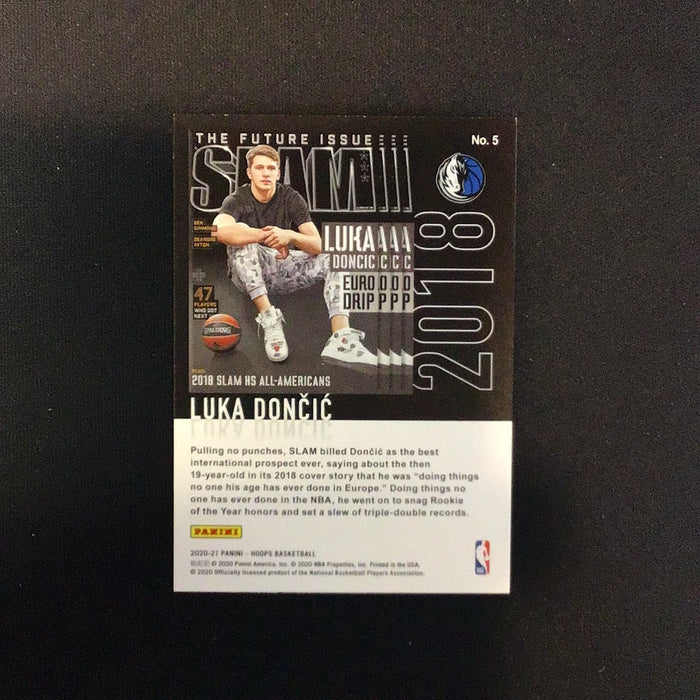 THE FUTURE ISSUE
No. 5
SLAM
BEN
SIMMONS
DEANDRE
AYTON
+
47
PLAYERS
WHO GOT
NEXT
LUKA
DONCIC
EURO
DRIP
2018
SPALDING
PLUS:
2018 SLAM HS ALL-AMERICANS
LUKA DONČIĆ
Pulling no punches, SLAM billed Dončić as the best
international prospect ever, saying about the then
19-year-old in its 2018 cover story that he was “doing things
no one his age has ever done in Europe.” Doing things no
one has ever done in the NBA, he went on to snag Rookie
of the Year honors and set a slew of triple-double records.
PANINI
2020-21 PANINI – HOOPS BASKETBALL
© 2020 Panini America, Inc. © 2020 NBA Properties, Inc. Printed in the USA.
© 2020 Officially licensed product of the National Basketball Players Association.